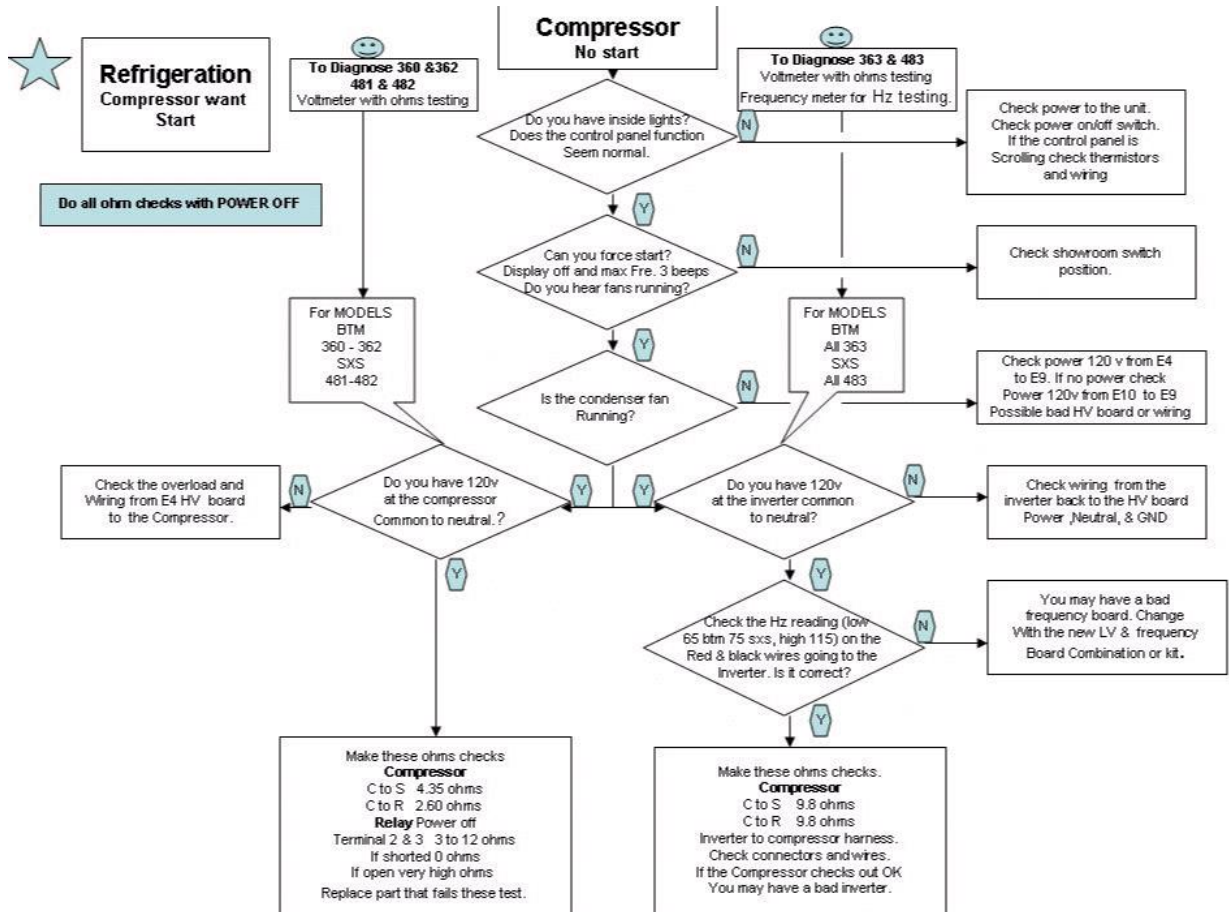 Refrigeration
Compressor want
Start
Do all ohm checks with POWER OFF
To Diagnose 360 &362
481 & 482
Voltmeter with ohms testing
Compressor
No start
To Diagnose 363 & 483
Voltmeter with ohms testing
Frequency meter for Hz testing.
Do you have inside lights?
Does the control panel function
Seem normal.
N
Check power to the unit.
Check power on/off switch.
If the control panel is
Scrolling check thermistors
and wiring
Y
Can you force start?
Display off and max Fre. 3 beeps
Do you hear fans running?
N
Check showroom switch
position.
For MODELS
BTM
360 - 362
SXS
481-482
Y
For MODELS
BTM
All 363
SXS
All 483
Is the condenser fan
Running?
N
Check power 120 v from E4
to E9. If no power check
Power 120v from E10 to E9
Possible bad HV board or wiring
Check the overload and
Wiring from E4 HV board
to the Compressor.
N
Do you have 120v
at the compressor
Common to neutral.?
Y
Y
Do you have 120v
at the inverter common
to neutral?
N
Check wiring from the
inverter back to the HV board
Power ,Neutral, & GND
Y
Y
Check the Hz reading (low
65 btm 75 sxs, high 115) on the
Red & black wires going to the
Inverter. Is it correct?
N
You may have a bad
frequency board. Change
With the new LV & frequency
Board Combination or kit.
Y
Make these ohms checks
Compressor
C to S 4.35 ohms
C to R 2.60 ohms
Relay Power off
Terminal 2 & 3 3 to 12 ohms
If shorted 0 ohms
If open very high ohms
Replace part that fails these test.
Make these ohms checks.
Compressor
C to S 9.8 ohms
C to R 9.8 ohms
Inverter to compressor harness.
Check connectors and wires.
If the Compressor checks out OK
You may have a bad inverter.